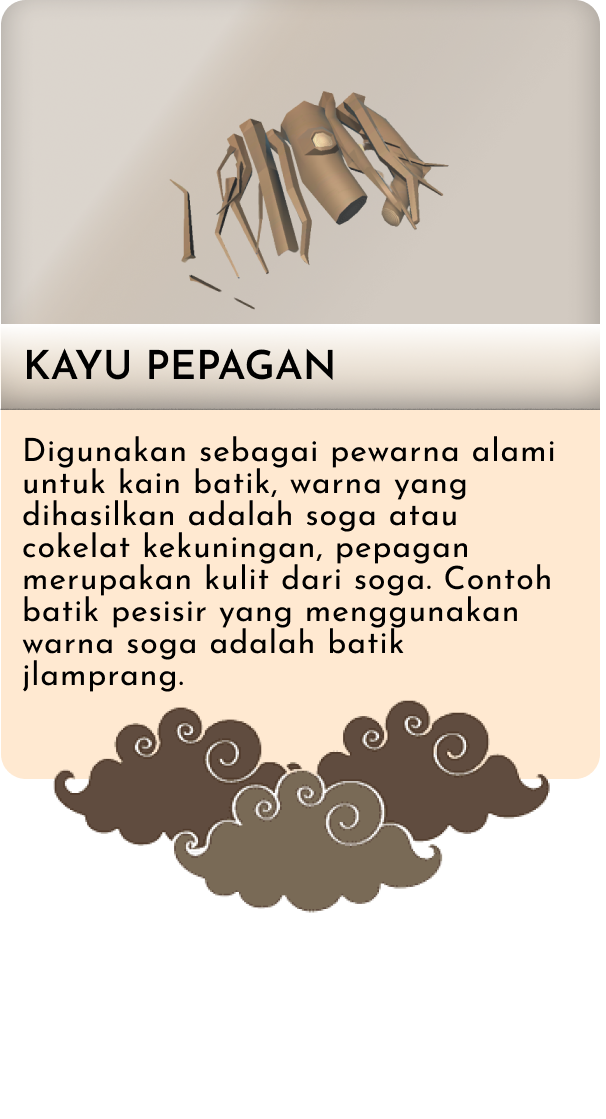 KAYU PEPAGAN
Digunakan sebagai pewarna alami
untuk kain batik, warna yang
dihasilkan adalah soga atau
cokelat kekuningan, pepagan
merupakan kulit dari soga. Contoh
batik pesisir yang menggunakan
warna soga adalah batik
jlamprang.